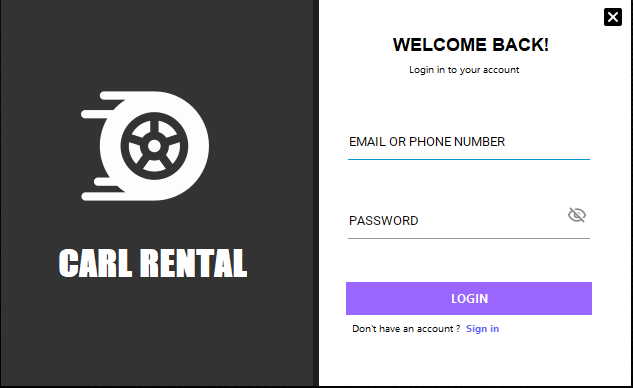 CARL RENTAL
WELCOME BACK!
Login in to your account
EMAIL OR PHONE NUMBER
PASSWORD
LOGIN
Don't have an account ? Sign in